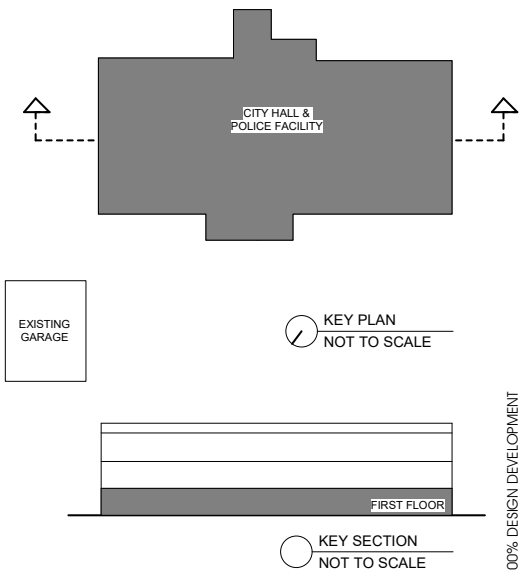 CITY HALL &
POLICE FACILITY
EXISTING
GARAGE
KEY PLAN
NOT TO SCALE
FIRST FLOOR
KEY SECTION
NOT TO SCALE
00% DESIGN DEVELOPMENT